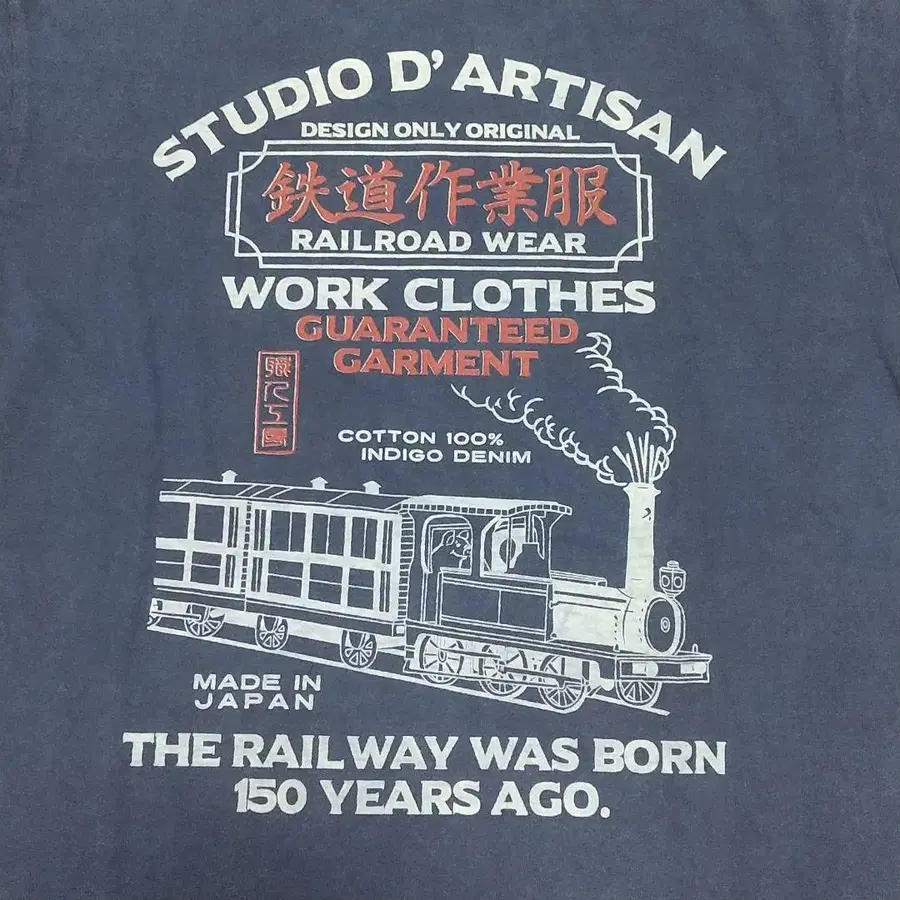 STUDIO D' ARTISAN
DESIGN ONLY ORIGINAL
鉄道作業服
RAILROAD WEAR
WORK CLOTHES
GUARANTEED
GARMENT
COTTON 100%
INDIGO DENIM
MADE IN
JAPAN
THE RAILWAY WAS BORN
150 YEARS AGO.